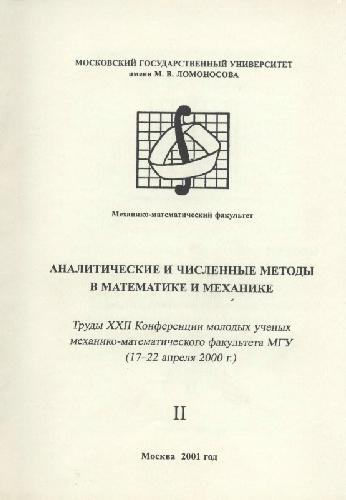 МОСКОВСКИЙ ГОСУДАРСТВЕННЫЙ УНИВЕРСИТЕТ
имени М. В. ЛОМОНОСОВА
Механико-математический факультет
АНАЛИТИЧЕСКИЕ И ЧИСЛЕННЫЕ МЕТОДЫ
В МАТЕМАТИКЕ И МЕХАНИКЕ
Труды XXII Конференции молодых ученых
механико-математического факультета МГУ
(17–22 апреля 2000 г.)
II
Москва 2001 год